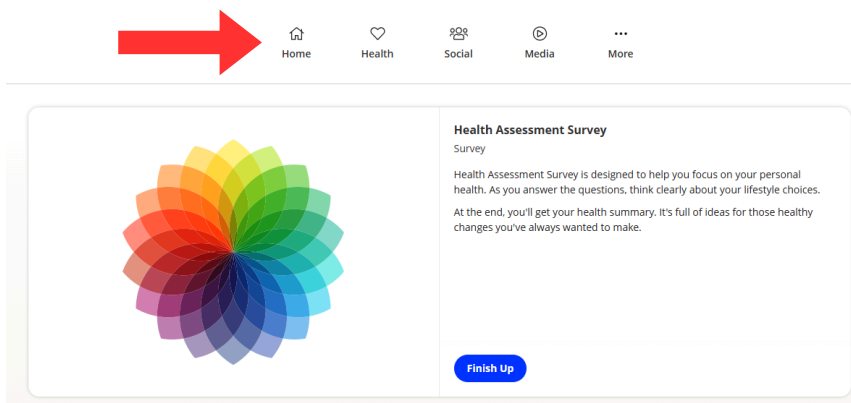 Home
Health
Social
Media
More
Health Assessment Survey
Survey
Health Assessment Survey is designed to help you focus on your personal
health. As you answer the questions, think clearly about your lifestyle choices.
At the end, you'll get your health summary. It's full of ideas for those healthy
changes you've always wanted to make.
Finish Up